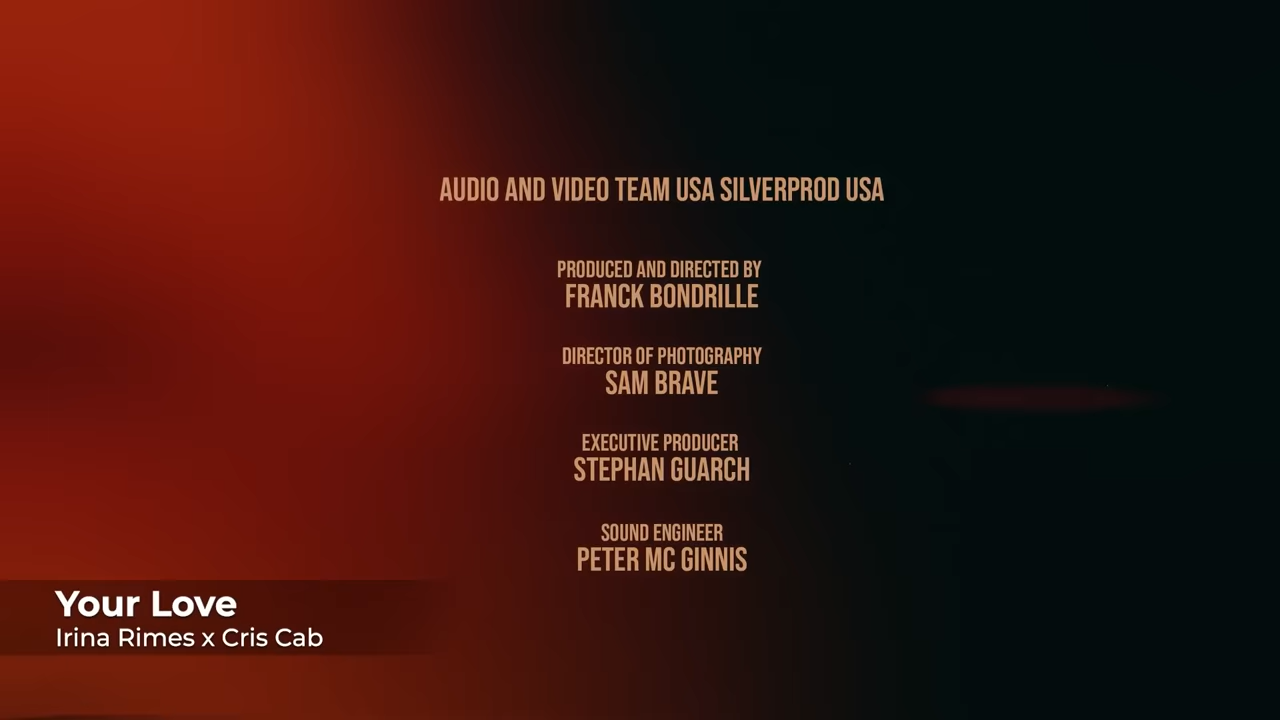 AUDIO AND VIDEO TEAM USA SILVERPROD USA
PRODUCED AND DIRECTED BY
FRANCK BONDRILLE
DIRECTOR OF PHOTOGRAPHY
SAM BRAVE
EXECUTIVE PRODUCER
STEPHAN GUARCH
SOUND ENGINEER
PETER MC GINNIS
Your Love
Irina Rimes x Cris Cab